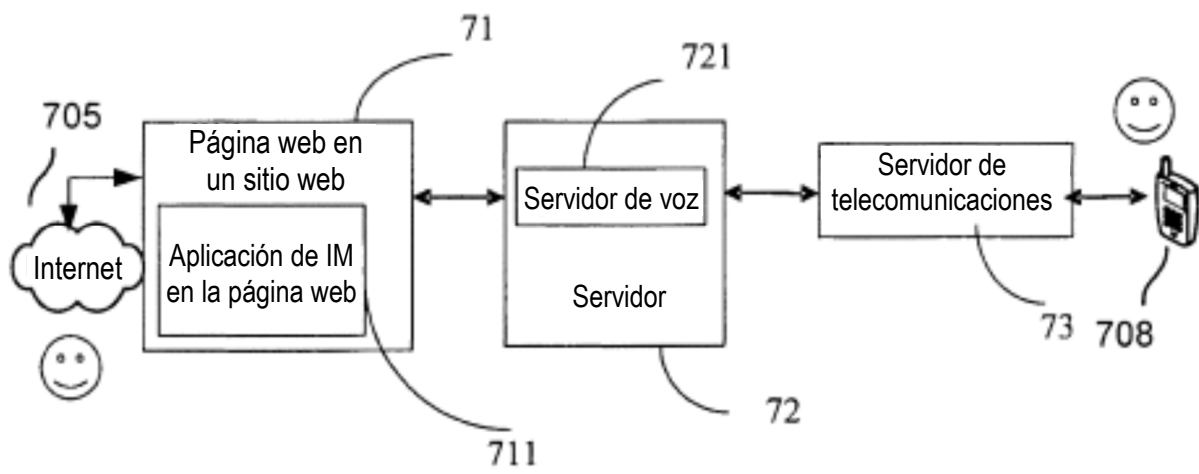 71
721
705
Página web en
un sitio web
Servidor de voz
Servidor de
telecomunicaciones
Internet
Aplicación de IM
en la página web
Servidor
73
708
72
711